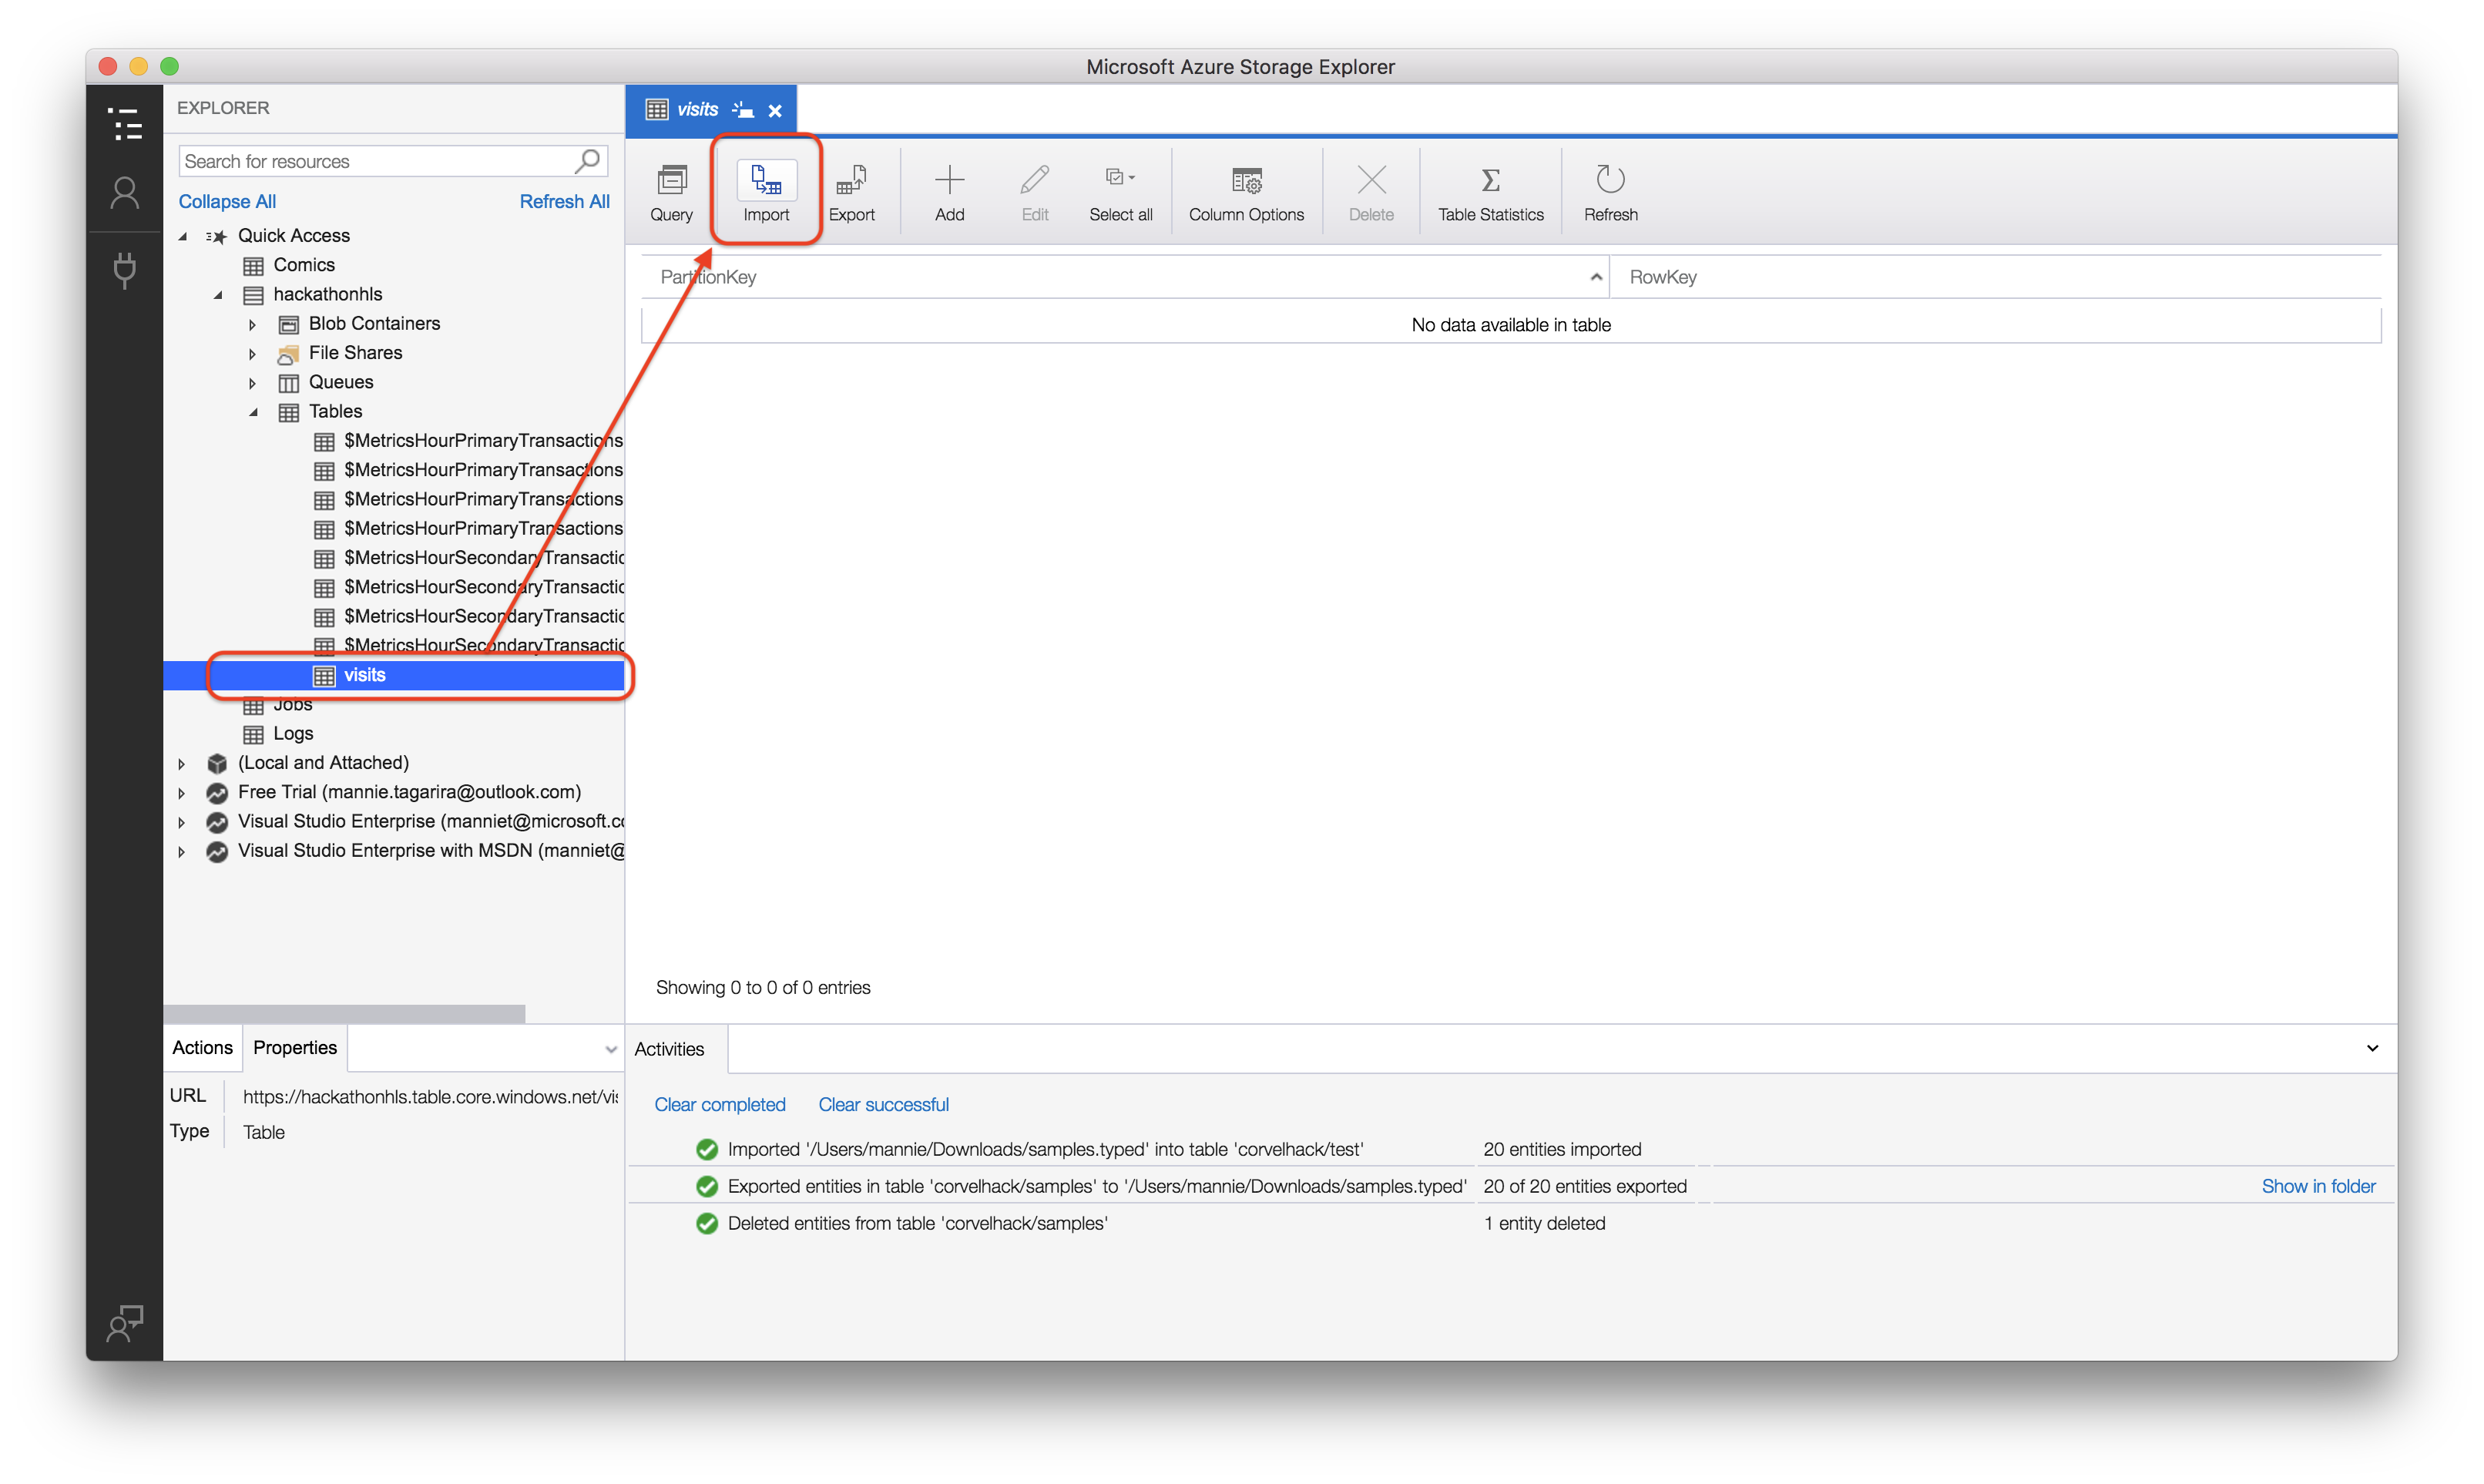 Microsoft Azure Storage Explorer
EXPLORER
visits
Search for resources
Collapse All Refresh All
Query Import Export Add Edit Select all Column Options Delete Table Statistics Refresh
Quick Access
Comics
hackathonhls
Blob Containers
File Shares
Queues
Tables
$MetricsHourPrimaryTransactions
$MetricsHourPrimaryTransactions
$MetricsHourPrimaryTransactions
$MetricsHourPrimaryTransactions
$MetricsHourSecondaryTransactio
$MetricsHourSecondaryTransactio
$MetricsHourSecondaryTransactio
$MetricsHourSecondaryTransactio
visits
Jobs
Logs
(Local and Attached)
Free Trial (mannie.tagarira@outlook.com)
Visual Studio Enterprise (manniet@microsoft.co
Visual Studio Enterprise with MSDN (manniet@
PartitionKey RowKey
No data available in table
Showing 0 to 0 of 0 entries
Actions Properties
URL https://hackathonhls.table.core.windows.net/vis
Type Table
Activities
Clear completed Clear successful
Imported '/Users/mannie/Downloads/samples.typed' into table 'corvelhack/test' 20 entities imported
Exported entities in table 'corvelhack/samples' to '/Users/mannie/Downloads/samples.typed' 20 of 20 entities exported Show in folder
Deleted entities from table 'corvelhack/samples' 1 entity deleted